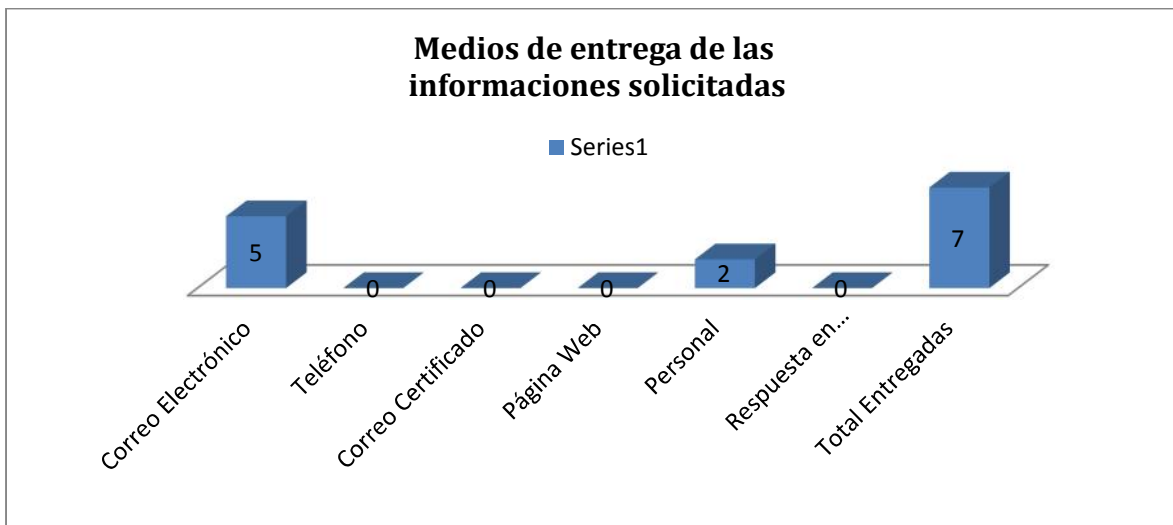 Medios de entrega de las
informaciones solicitadas
Series1
5
0
0
0
2
0
7
Correo Electrónico
Teléfono
Correo Certificado
Página Web
Personal
Respuesta en...
Total Entregadas